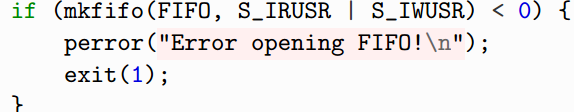 if (mkfifo(FIFO, S_IRUSR | S_IWUSR) < 0) {
    perror("Error opening FIFO!\n");
    exit(1);
}